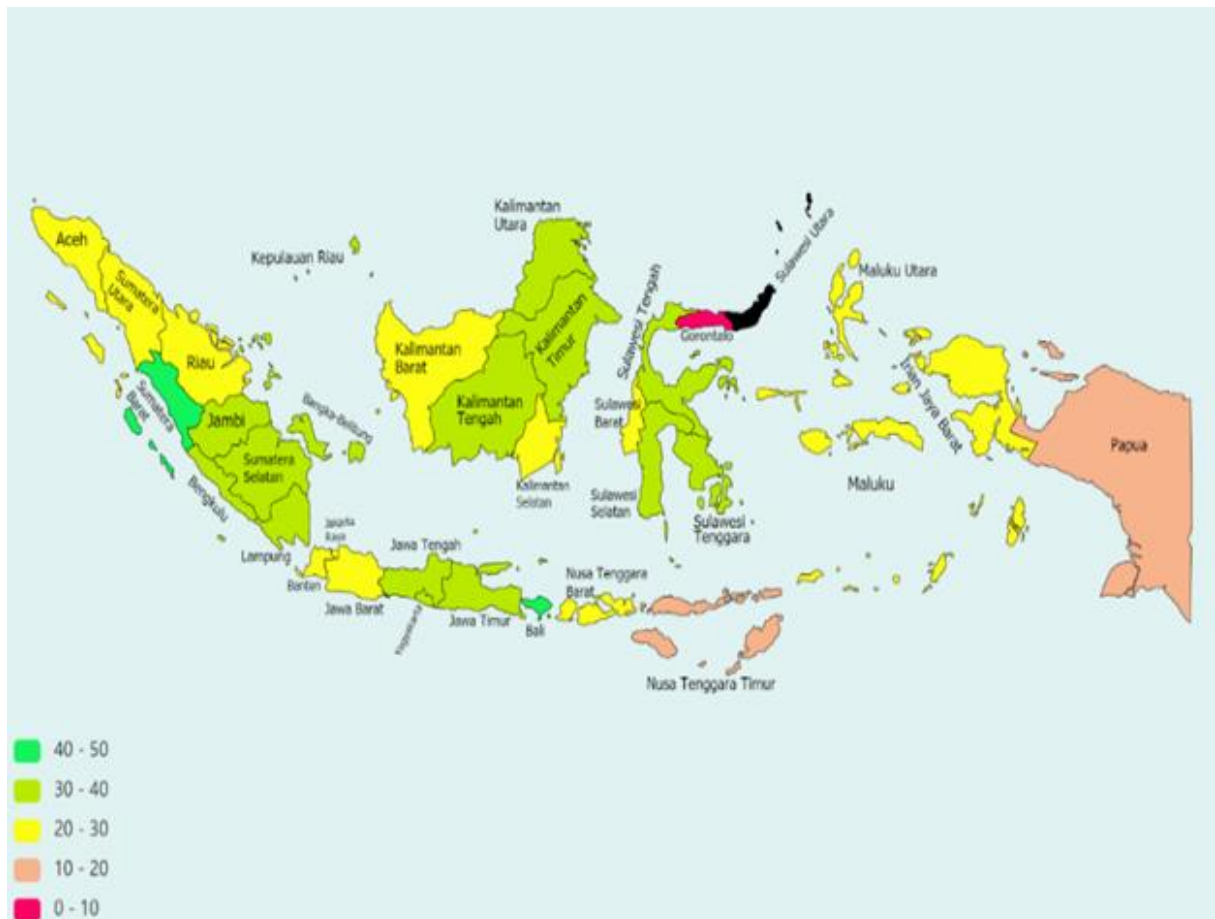 Kalimantan
Utara
Aceh
Kepulauan Riau
Sumatera
Utara
Riau
Kalimantan
Barat
Kalimantan
Timur
Kalimantan
Tengah
Kalimantan
Selatan
Sulawesi Tengah
Gorontalo
Sulawesi Utara
Maluku Utara
Irian Jaya Barat
Papua
Sumatera
Barat
Jambi
Bangka-Belitung
Sumatera
Selatan
Bengkulu
Sulawesi
Barat
Sulawesi
Selatan
Sulawesi
Tenggara
Maluku
Lampung
Jakarta
Raya
Banten
Jawa Barat
Jawa Tengah
Yogyakarta
Jawa Timur
Bali
Nusa Tenggara
Barat
Nusa Tenggara Timur
40 - 50
30 - 40
20 - 30
10 - 20
0 - 10